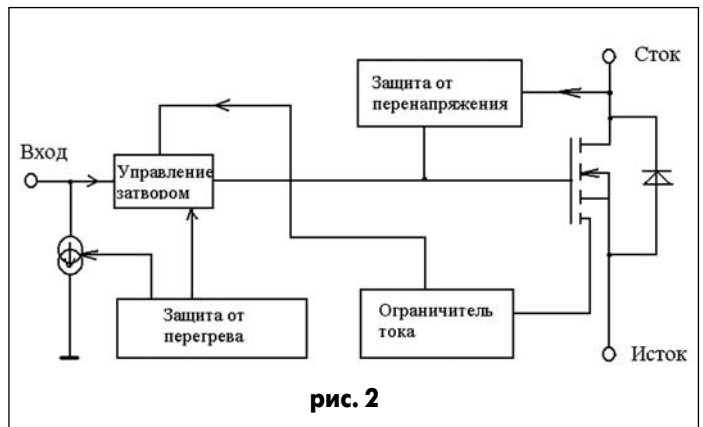 Сток
Защита от
перенапряжения
Вход
Управление
затвором
Защита от
перегрева
Ограничитель
тока
Исток
рис. 2